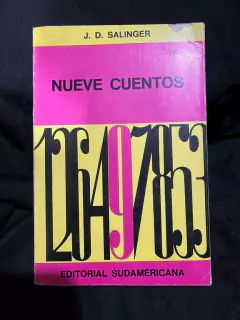 J. D. SALINGER
NUEVE CUENTOS
126497853
EDITORIAL SUDAMERICANA